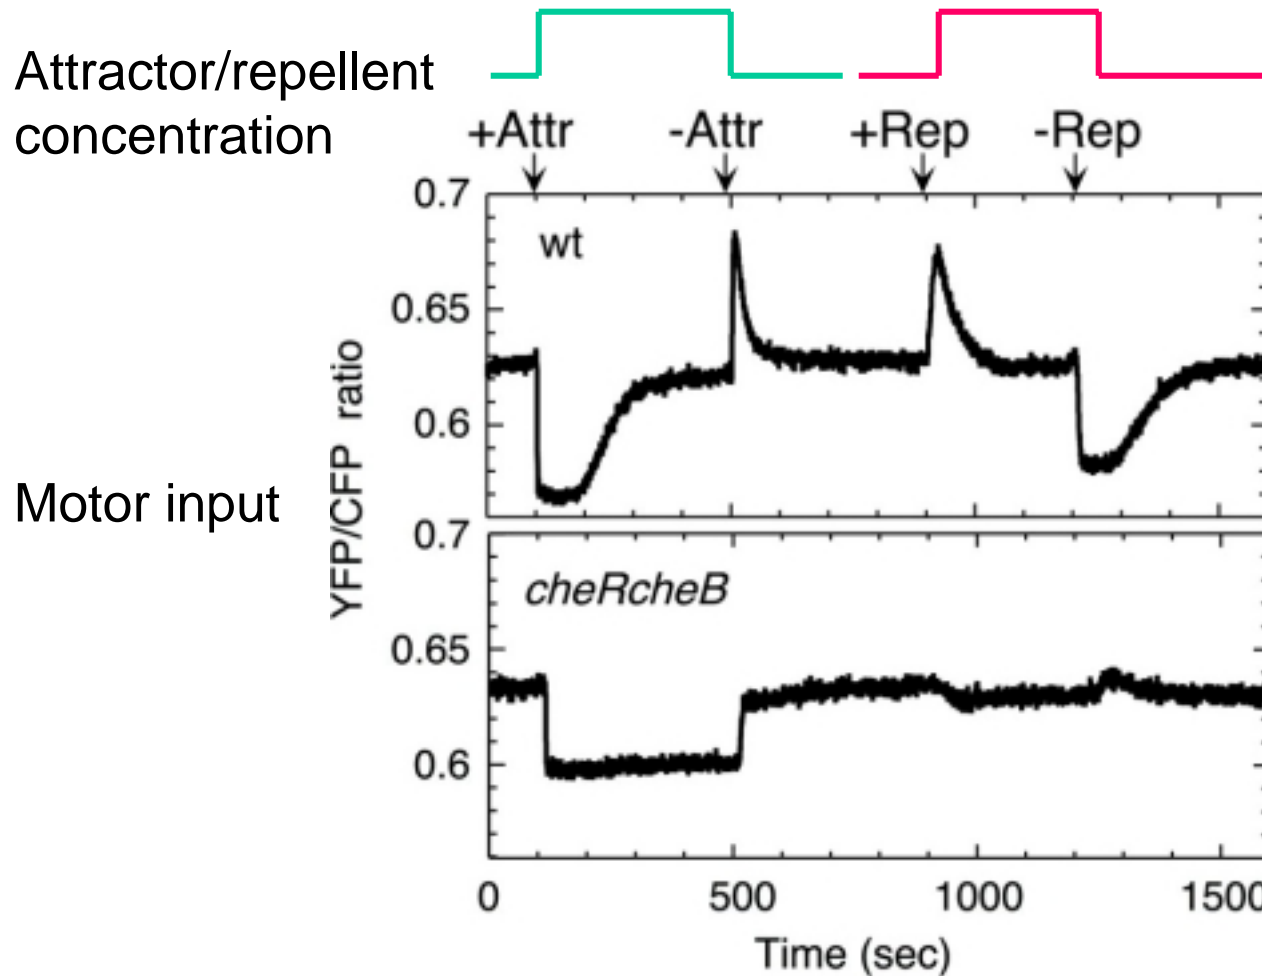 Attractor/repellent
concentration
+Attr -Attr +Rep -Rep
0.7
wt
0.65
0.6
Motor input
YFP/CFP ratio
0.7
cheRcheB
0.65
0.6
0 500 1000 1500
Time (sec)